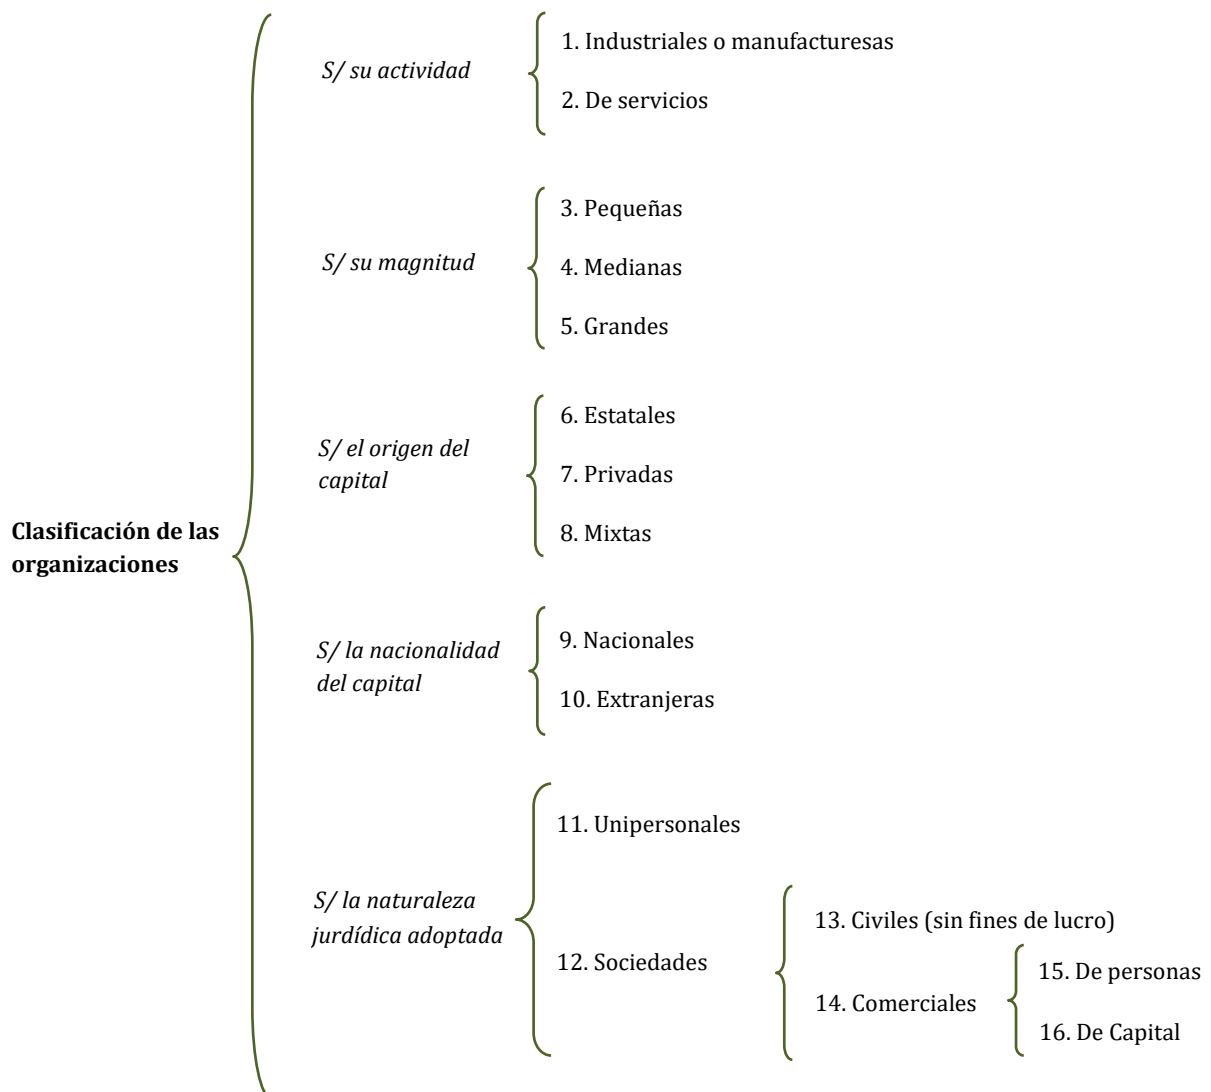 Clasificación de las
organizaciones
S/ su actividad
1. Industriales o manufacturesas
2. De servicios
S/ su magnitud
3. Pequeñas
4. Medianas
5. Grandes
S/ el origen del
capital
6. Estatales
7. Privadas
8. Mixtas
S/ la nacionalidad
del capital
9. Nacionales
10. Extranjeras
S/ la naturaleza
jurdídica adoptada
11. Unipersonales
12. Sociedades
13. Civiles (sin fines de lucro)
14. Comerciales
15. De personas
16. De Capital